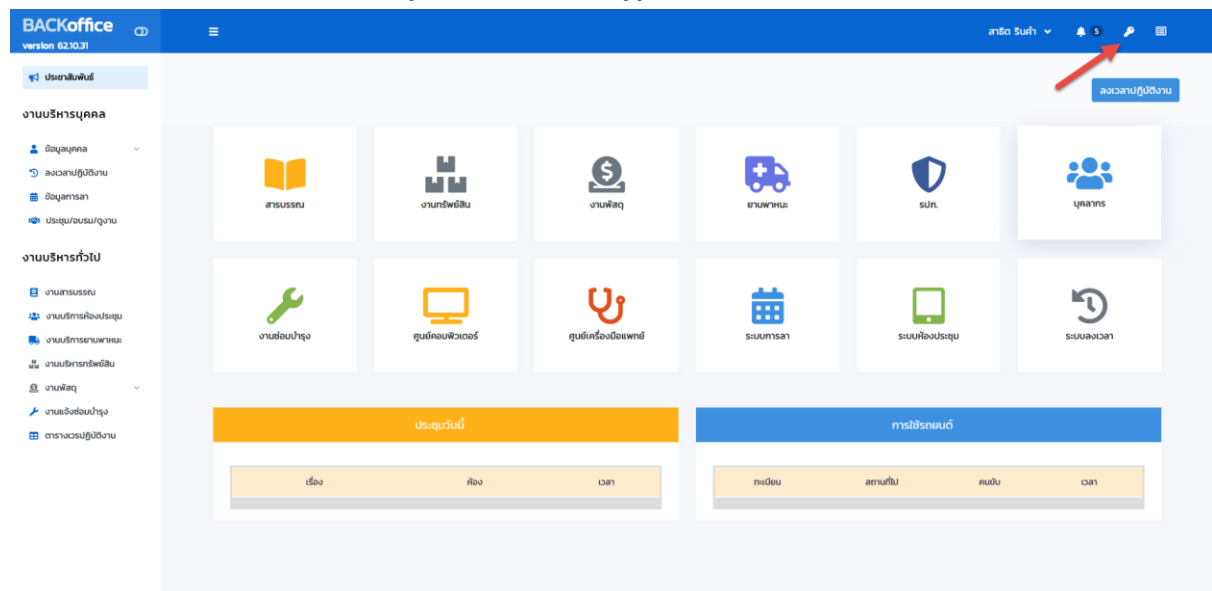 BACKoffice
version 62.10.31
สาธิต รินคำ
5
ประชาสัมพันธ์
ลงเวลาปฏิบัติงาน
งานบริหารบุคคล
ข้อมูลบุคคล
ลงเวลาปฏิบัติงาน
ข้อมูลการลา
ประชุม/อบรม/ดูงาน
งานบริหารทั่วไป
งานสารบรรณ
งานบริการห้องประชุม
งานบริการยานพาหนะ
งานบริหารทรัพย์สิน
งานพัสดุ
งานแจ้งซ่อมบำรุง
ตารางเวรปฏิบัติงาน
สารบรรณ
งานทรัพย์สิน
งานพัสดุ
ยานพาหนะ
รปภ.
บุคลากร
งานซ่อมบำรุง
ศูนย์คอมพิวเตอร์
ศูนย์เครื่องมือแพทย์
ระบบการลา
ระบบห้องประชุม
ระบบลงเวลา
ประชุมวันนี้
เรื่อง ห้อง เวลา
การใช้รถยนต์
ทะเบียน สถานที่ไป คนขับ เวลา